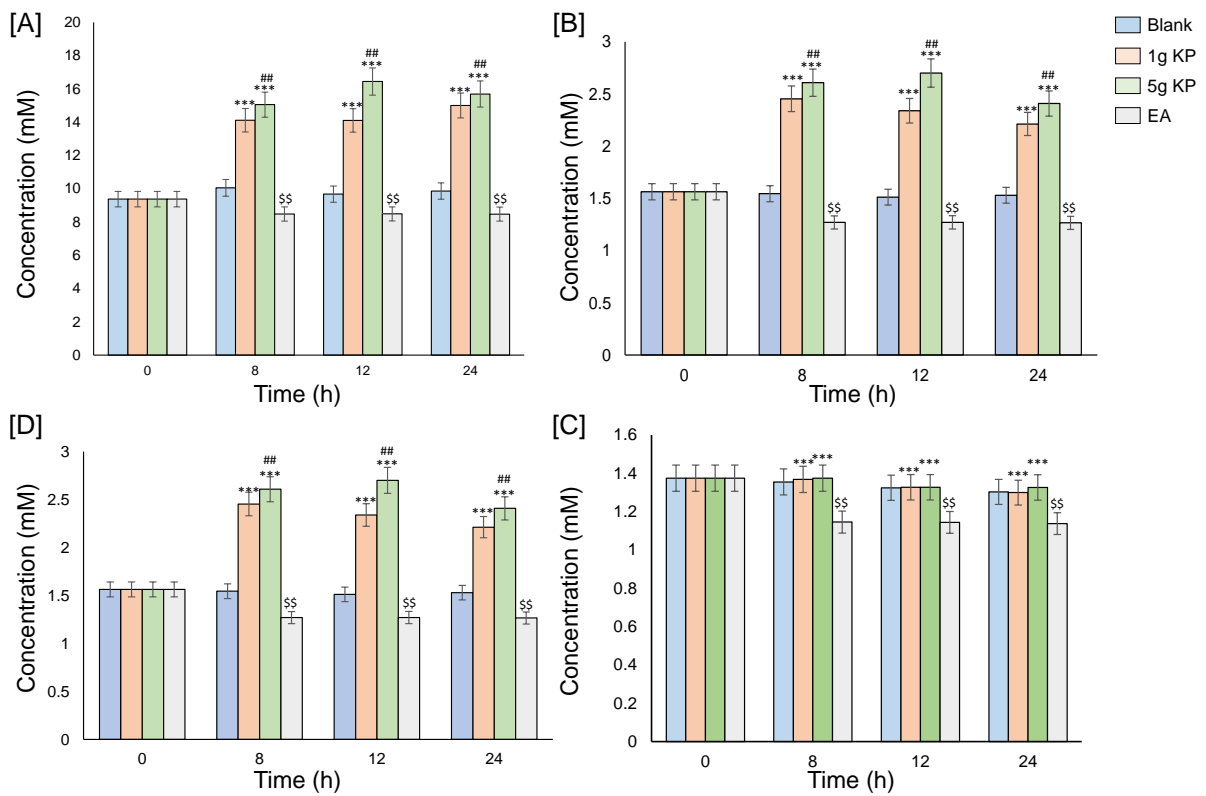 [A]
Concentration (mM)
20
18
16
14
12
10
8
6
4
2
0
*** *** ##
*** *** ##
*** *** ##
$$ $$ $$
0 8 12 24
Time (h)
[B]
Concentration (mM)
3
2.5
2
1.5
1
0.5
0
*** *** ##
*** *** ##
*** *** ##
$$ $$ $$
0 8 12 24
Time (h)
Blank
1g KP
5g KP
EA
[D]
Concentration (mM)
3
2.5
2
1.5
1
0.5
0
*** *** ##
*** *** ##
*** *** ##
$$ $$ $$
0 8 12 24
Time (h)
[C]
Concentration (mM)
1.6
1.4
1.2
1
0.8
0.6
0.4
0.2
0
*** ***
*** ***
*** ***
$$ $$ $$
0 8 12 24
Time (h)